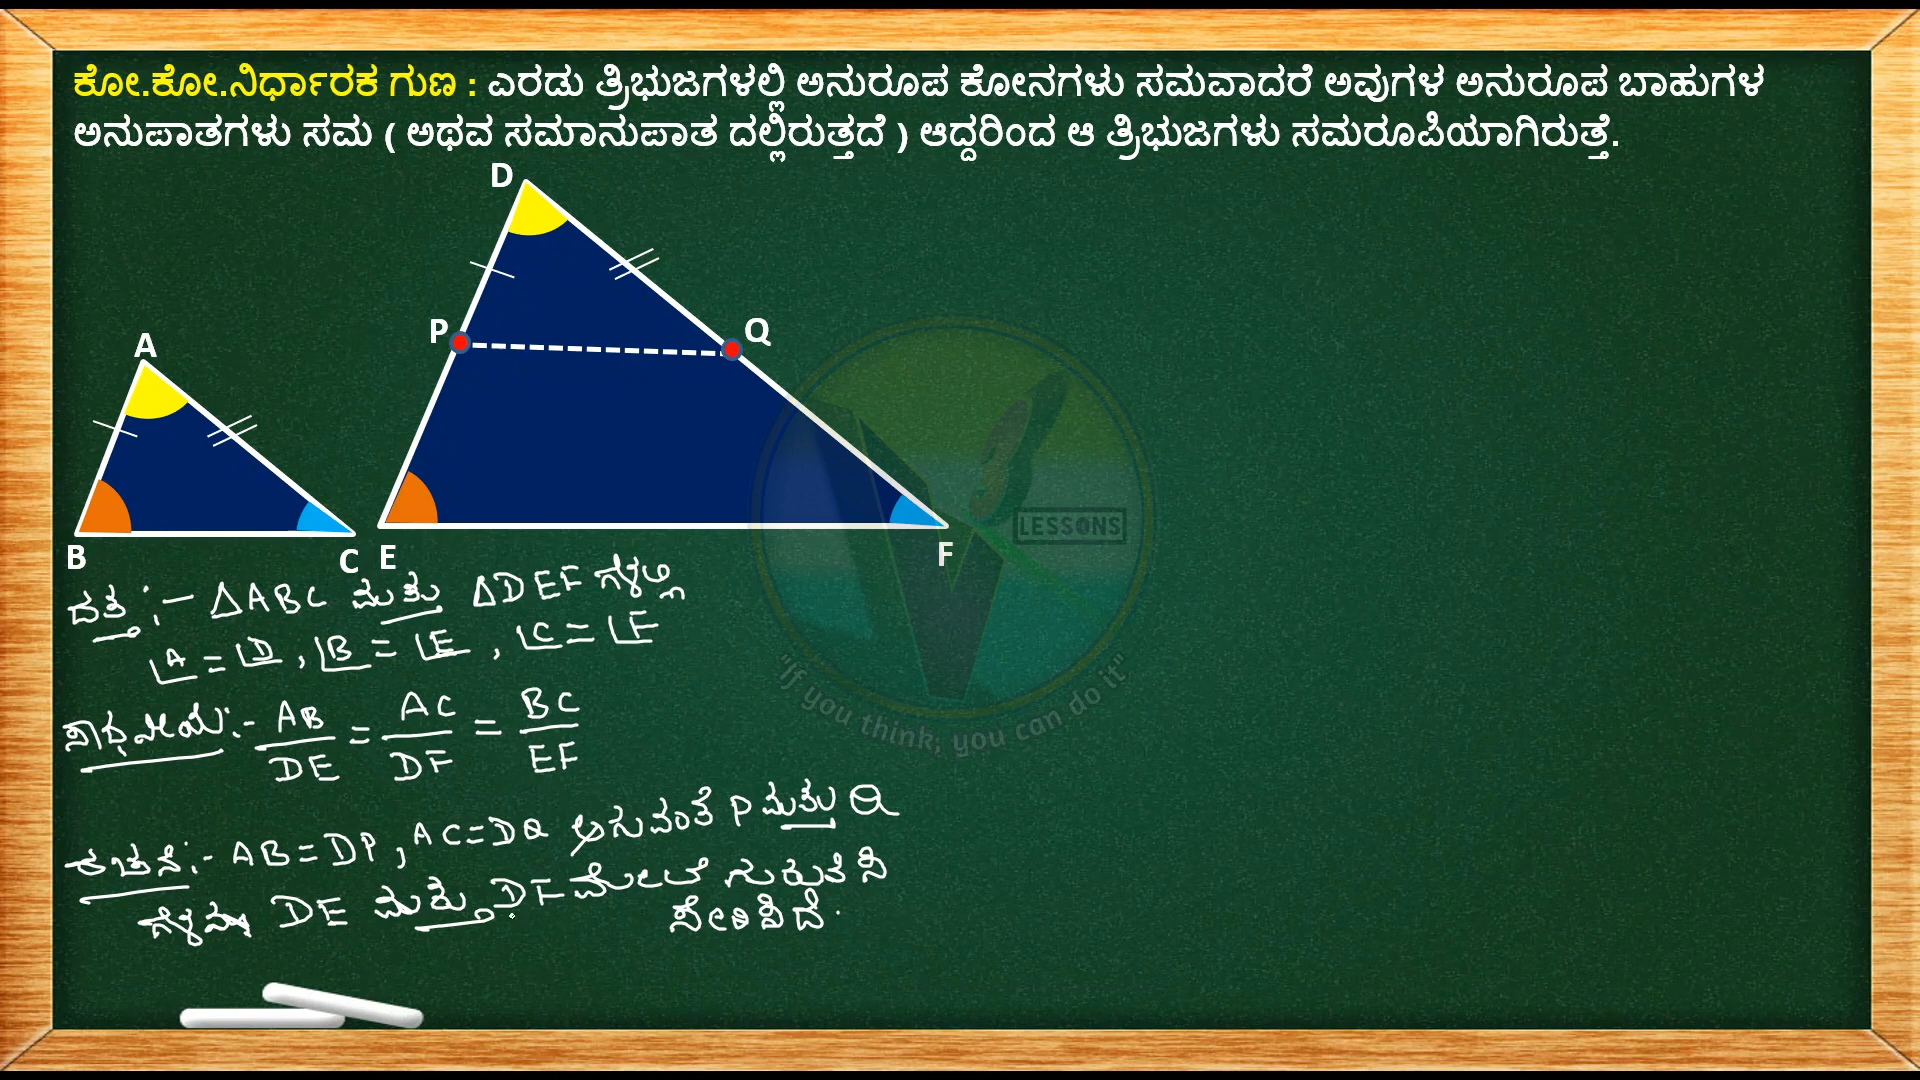 ಕೋ.ಕೋ.ನಿರ್ಧಾರಕ ಗುಣ : ಎರಡು ತ್ರಿಭುಜಗಳಲ್ಲಿ ಅನುರೂಪ ಕೋನಗಳು ಸಮವಾದರೆ ಅವುಗಳ ಅನುರೂಪ ಬಾಹುಗಳ
ಅನುಪಾತಗಳು ಸಮ ( ಅಥವ ಸಮಾನುಪಾತ ದಲ್ಲಿರುತ್ತದೆ ) ಆದ್ದರಿಂದ ಆ ತ್ರಿಭುಜಗಳು ಸಮರೂಪಿಯಾಗಿರುತ್ತೆ.
D
P
Q
A
B
C
E
F
LESSONS
"If you think, you can do it"
ದತ್ತ :- ΔABC ಮತ್ತು ΔDEF ಗಳಲ್ಲಿ
∠A = ∠D, ∠B = ∠E, ∠C = ∠F
ಸಾಧನೀಯ:- AB/DE = AC/DF = BC/EF
ರಚನೆ:- AB = DP, AC = DQ ಆಗುವಂತೆ P ಮತ್ತು Q
ಗಳನ್ನು DE ಮತ್ತು DF ಮೇಲೆ ಗುರುತಿಸಿ
ಸೇರಿಸಿದೆ.